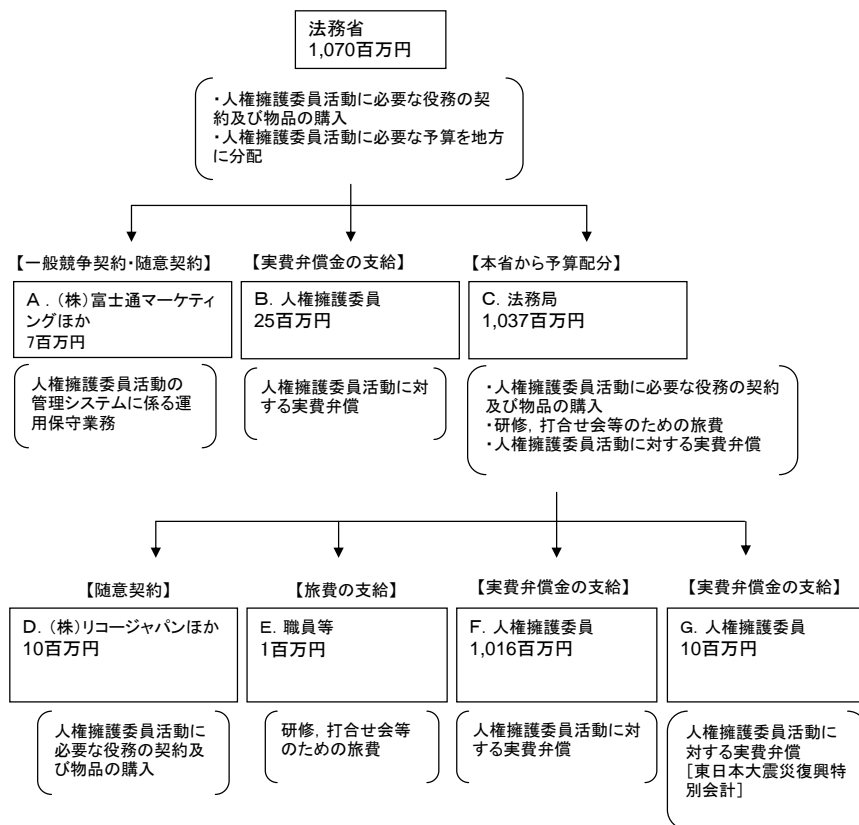 法務省
1,070百万円
・人権擁護委員活動に必要な役務の契
約及び物品の購入
・人権擁護委員活動に必要な予算を地方
に分配
【一般競争契約・随意契約】
A．(株)富士通マーケティ
ングほか
7百万円
人権擁護委員活動の
管理システムに係る運
用保守業務
【実費弁償金の支給】
B．人権擁護委員
25百万円
人権擁護委員活動に対
する実費弁償
【本省から予算配分】
C．法務局
1,037百万円
・人権擁護委員活動に必要な役務の契約
及び物品の購入
・研修，打合せ会等のための旅費
・人権擁護委員活動に対する実費弁償
【随意契約】
D．(株)リコージャパンほか
10百万円
人権擁護委員活動に
必要な役務の契約及
び物品の購入
【旅費の支給】
E．職員等
1百万円
研修，打合せ会等
のための旅費
【実費弁償金の支給】
F．人権擁護委員
1,016百万円
人権擁護委員活動に対
する実費弁償
【実費弁償金の支給】
G．人権擁護委員
10百万円
人権擁護委員活動に
対する実費弁償
［東日本大震災復興特
別会計］